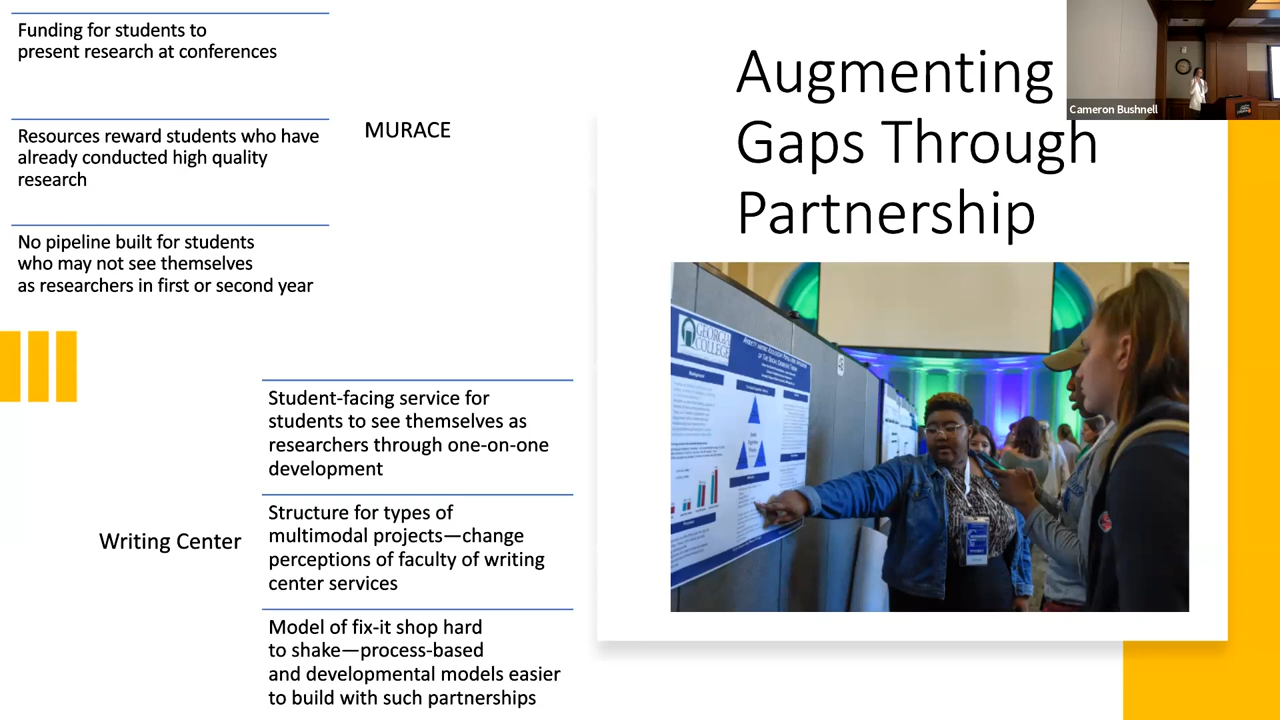 Funding for students to
present research at conferences
Resources reward students who have
already conducted high quality
research
No pipeline built for students
who may not see themselves
as researchers in first or second year
MURACE
Student-facing service for
students to see themselves as
researchers through one-on-one
development
Structure for types of
multimodal projects—change
perceptions of faculty of writing
center services
Model of fix-it shop hard
to shake—process-based
and developmental models easier
to build with such partnerships
Writing Center
Augmenting
Gaps Through
Partnership
Cameron Bushnell
GEORGIA
COLLEGE
Background